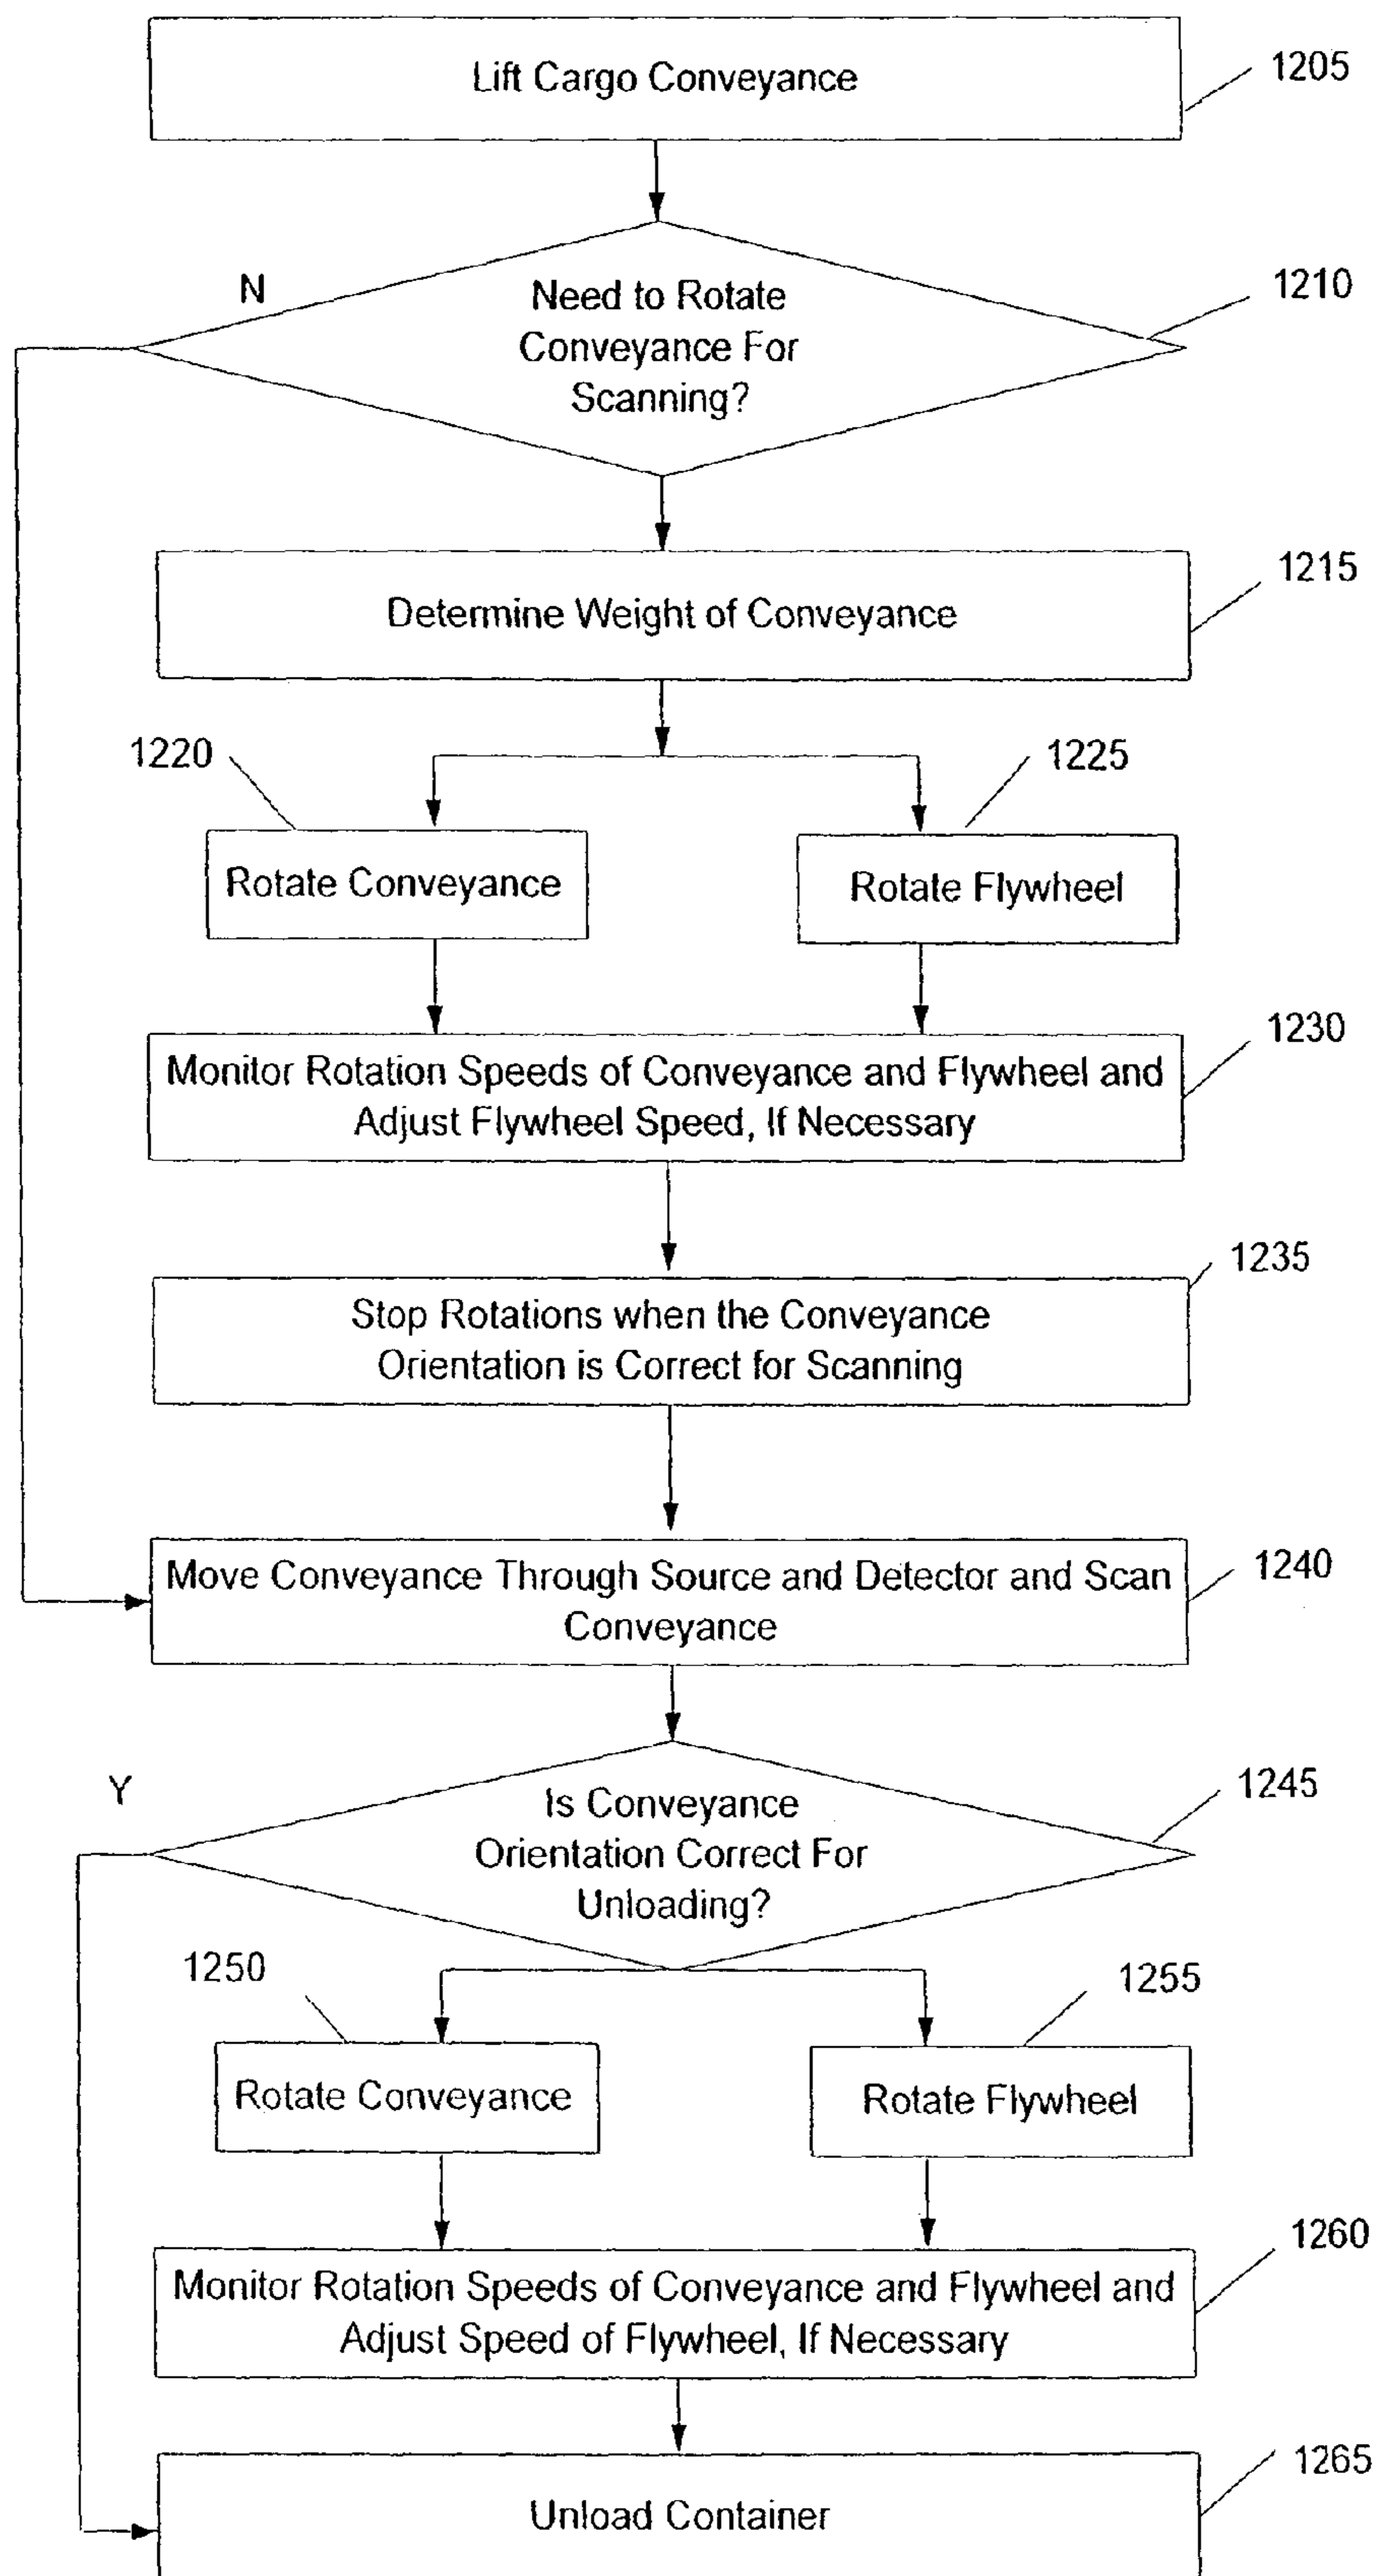 Lift Cargo Conveyance
1205
N
Need to Rotate
Conveyance For
Scanning?
1210
Determine Weight of Conveyance
1215
1220
1225
Rotate Conveyance
Rotate Flywheel
1230
Monitor Rotation Speeds of Conveyance and Flywheel and
Adjust Flywheel Speed, If Necessary
1235
Stop Rotations when the Conveyance
Orientation is Correct for Scanning
Move Conveyance Through Source and Detector and Scan
Conveyance
1240
Y
Is Conveyance
Orientation Correct For
Unloading?
1245
1250
1255
Rotate Conveyance
Rotate Flywheel
1260
Monitor Rotation Speeds of Conveyance and Flywheel and
Adjust Speed of Flywheel, If Necessary
1265
Unload Container